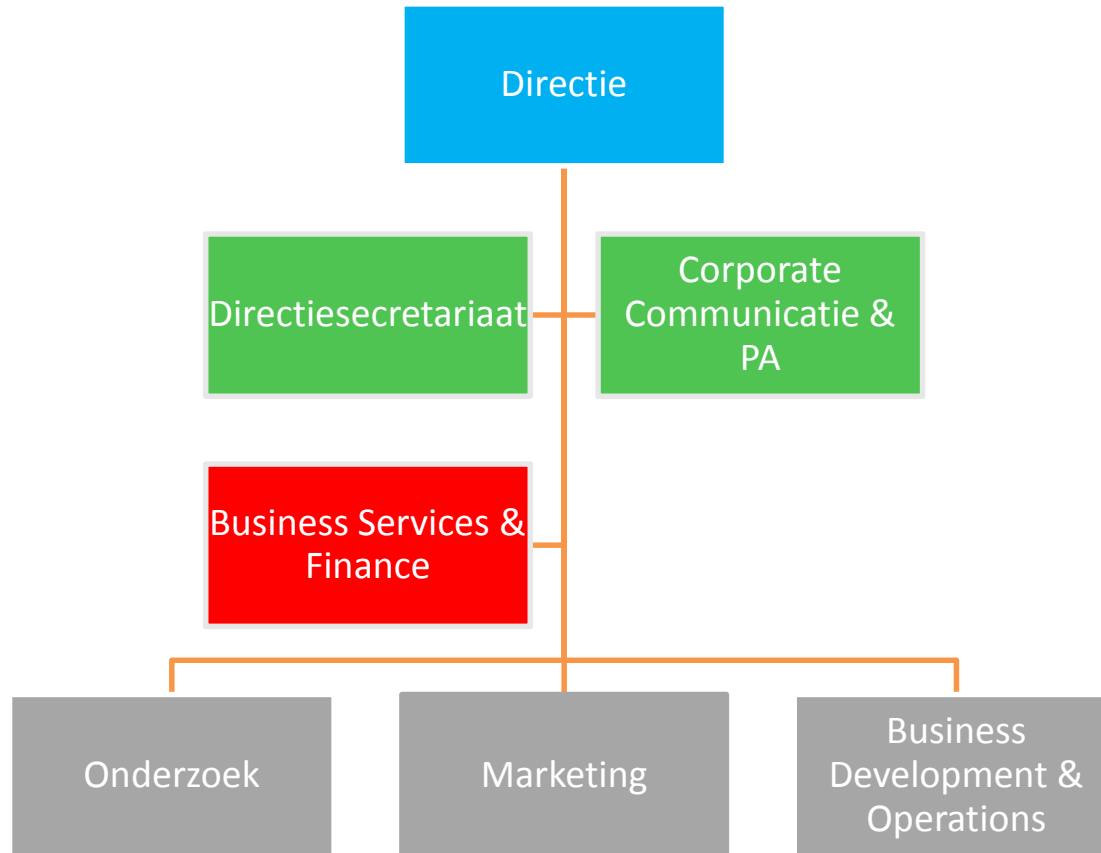 Directie
Directiesecretariaat
Corporate
Communicatie &
PA
Business Services &
Finance
Onderzoek
Marketing
Business
Development &
Operations